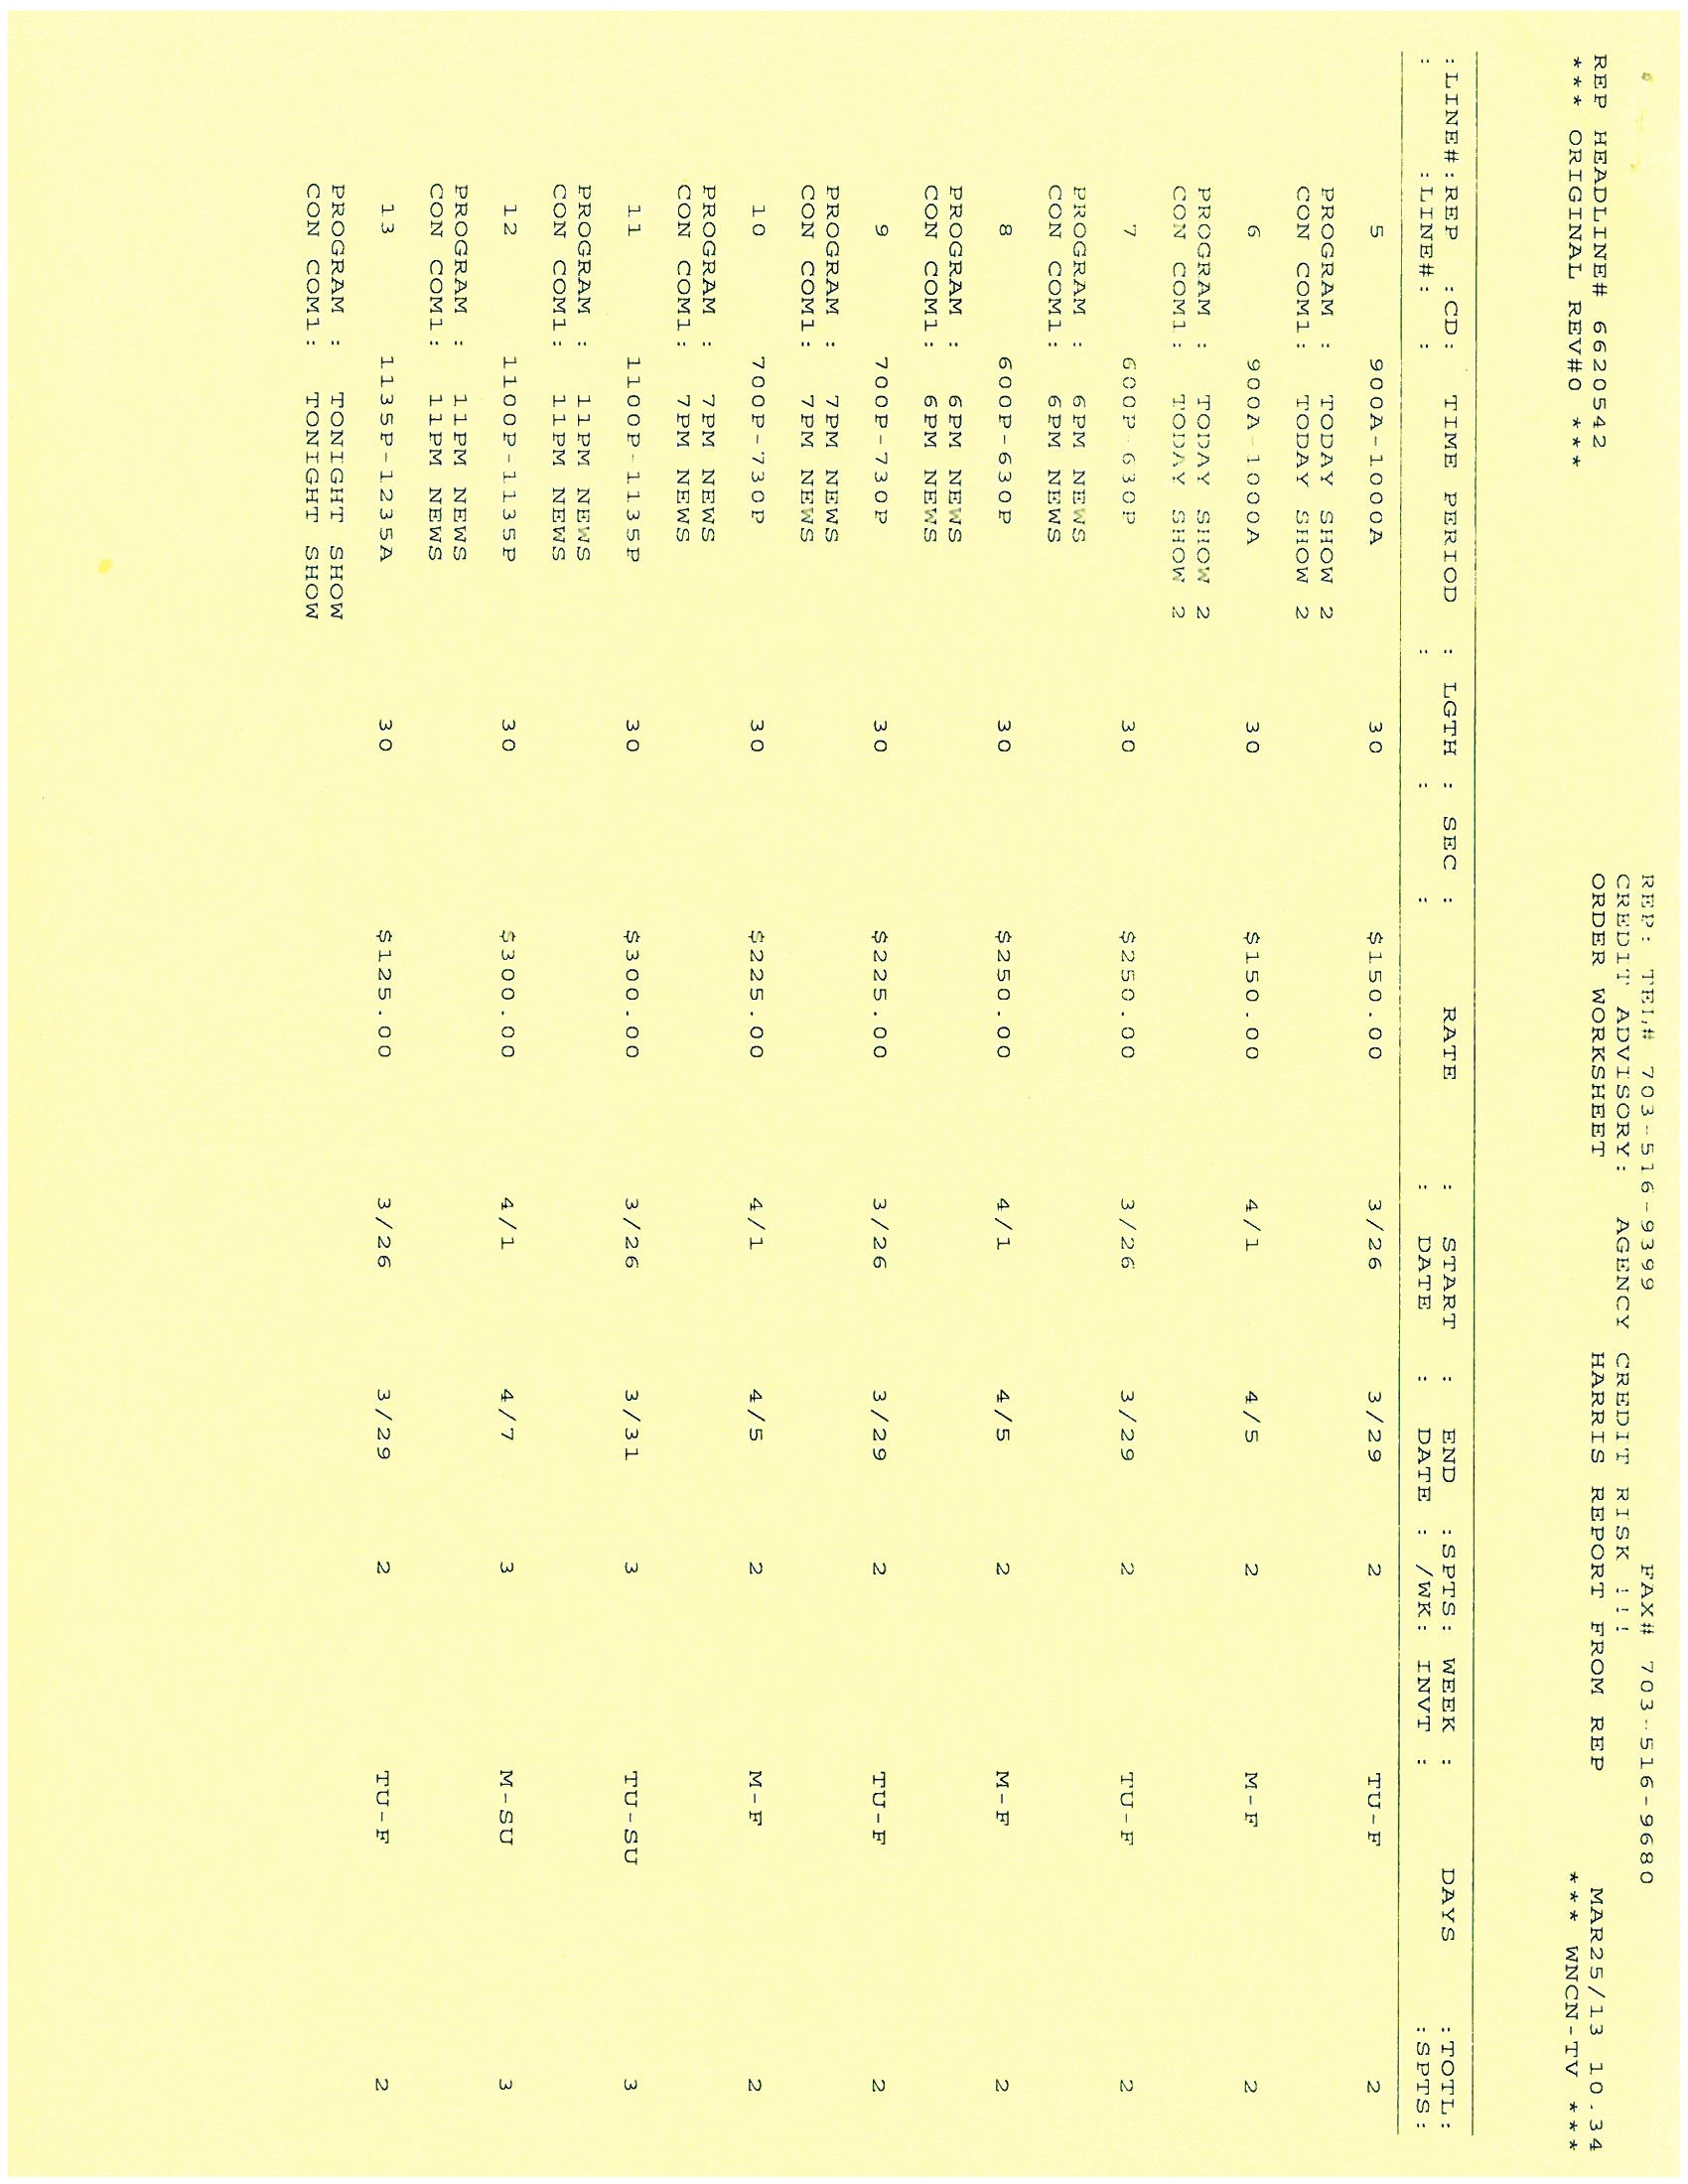 REP: TEL# 703-516-9399 FAX# 703-516-9680
CREDIT ADVISORY: AGENCY CREDIT RISK !!!
REP HEADLINE# 6620542 ORDER WORKSHEET HARRIS REPORT FROM REP MAR25/13 10.34
*** ORIGINAL REV#0 *** *** WNCN-TV ***
:LINE#:REP :CD: TIME PERIOD : LGTH : SEC : RATE : START : END :SPTS: WEEK : DAYS :TOTL:
: :LINE#: : : : : : DATE : DATE : /WK: INVT : :SPTS:
5 900A-1000A 30 $150.00 3/26 3/29 2 TU-F 2
PROGRAM : TODAY SHOW 2
CON COM1: TODAY SHOW 2
6 900A-1000A 30 $150.00 4/1 4/5 2 M-F 2
PROGRAM : TODAY SHOW 2
CON COM1: TODAY SHOW 2
7 600P-630P 30 $250.00 3/26 3/29 2 TU-F 2
PROGRAM : 6PM NEWS
CON COM1: 6PM NEWS
8 600P-630P 30 $250.00 4/1 4/5 2 M-F 2
PROGRAM : 6PM NEWS
CON COM1: 6PM NEWS
9 700P-730P 30 $225.00 3/26 3/29 2 TU-F 2
PROGRAM : 7PM NEWS
CON COM1: 7PM NEWS
10 700P-730P 30 $225.00 4/1 4/5 2 M-F 2
PROGRAM : 7PM NEWS
CON COM1: 7PM NEWS
11 1100P-1135P 30 $300.00 3/26 3/31 3 TU-SU 3
PROGRAM : 11PM NEWS
CON COM1: 11PM NEWS
12 1100P-1135P 30 $300.00 4/1 4/7 3 M-SU 3
PROGRAM : 11PM NEWS
CON COM1: 11PM NEWS
13 1135P-1235A 30 $125.00 3/26 3/29 2 TU-F 2
PROGRAM : TONIGHT SHOW
CON COM1: TONIGHT SHOW